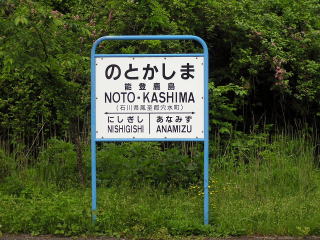 のとかしま
能登鹿島
NOTO-KASHIMA
(石川県鳳至郡穴水町)
にしぎし あなみず
NISHIGISHI ANAMIZU